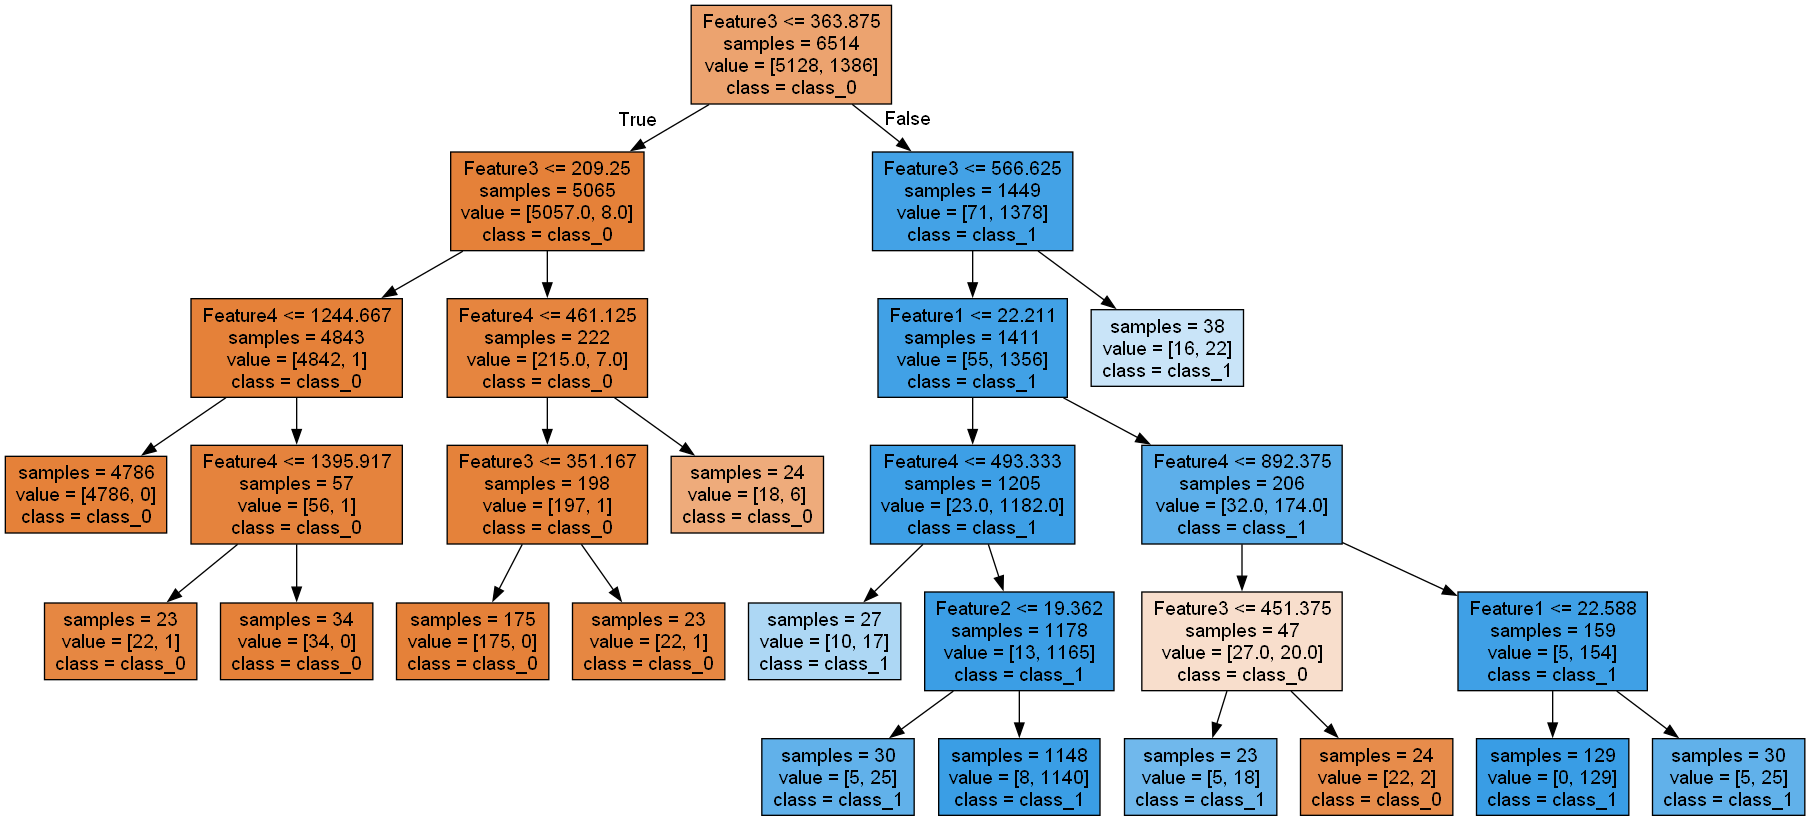 Feature3 <= 363.875
samples = 6514
value = [5128, 1386]
class = class_0
True
False
Feature3 <= 209.25
samples = 5065
value = [5057.0, 8.0]
class = class_0
Feature3 <= 566.625
samples = 1449
value = [71, 1378]
class = class_1
Feature4 <= 1244.667
samples = 4843
value = [4842, 1]
class = class_0
Feature4 <= 461.125
samples = 222
value = [215.0, 7.0]
class = class_0
Feature1 <= 22.211
samples = 1411
value = [55, 1356]
class = class_1
samples = 38
value = [16, 22]
class = class_1
samples = 4786
value = [4786, 0]
class = class_0
Feature4 <= 1395.917
samples = 57
value = [56, 1]
class = class_0
Feature3 <= 351.167
samples = 198
value = [197, 1]
class = class_0
samples = 24
value = [18, 6]
class = class_0
Feature4 <= 493.333
samples = 1205
value = [23.0, 1182.0]
class = class_1
Feature4 <= 892.375
samples = 206
value = [32.0, 174.0]
class = class_1
samples = 23
value = [22, 1]
class = class_0
samples = 34
value = [34, 0]
class = class_0
samples = 175
value = [175, 0]
class = class_0
samples = 23
value = [22, 1]
class = class_0
samples = 27
value = [10, 17]
class = class_1
Feature2 <= 19.362
samples = 1178
value = [13, 1165]
class = class_1
Feature3 <= 451.375
samples = 47
value = [27.0, 20.0]
class = class_0
Feature1 <= 22.588
samples = 159
value = [5, 154]
class = class_1
samples = 30
value = [5, 25]
class = class_1
samples = 1148
value = [8, 1140]
class = class_1
samples = 23
value = [5, 18]
class = class_1
samples = 24
value = [22, 2]
class = class_0
samples = 129
value = [0, 129]
class = class_1
samples = 30
value = [5, 25]
class = class_1